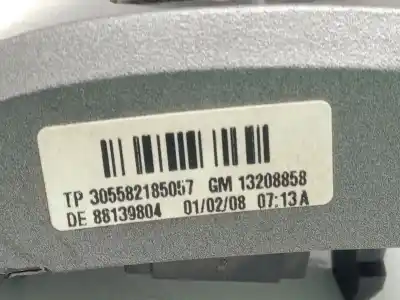 TP 305582185057 GM 13208858
DE 88139804 01/02/08 07:13A